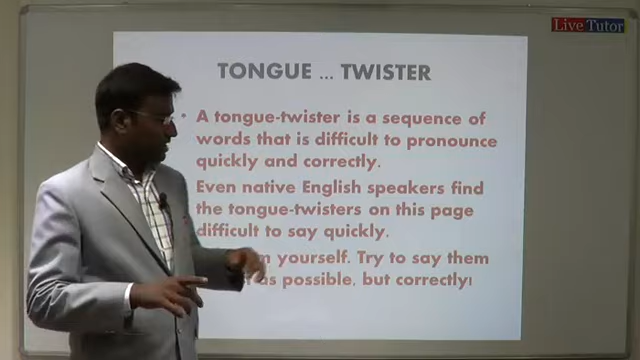 Live Tutor
TONGUE ... TWISTER
• A tongue-twister is a sequence of
words that is difficult to pronounce
quickly and correctly.
Even native English speakers find
the tongue-twisters on this page
difficult to say quickly.
yourself. Try to say them
as possible, but correctly!